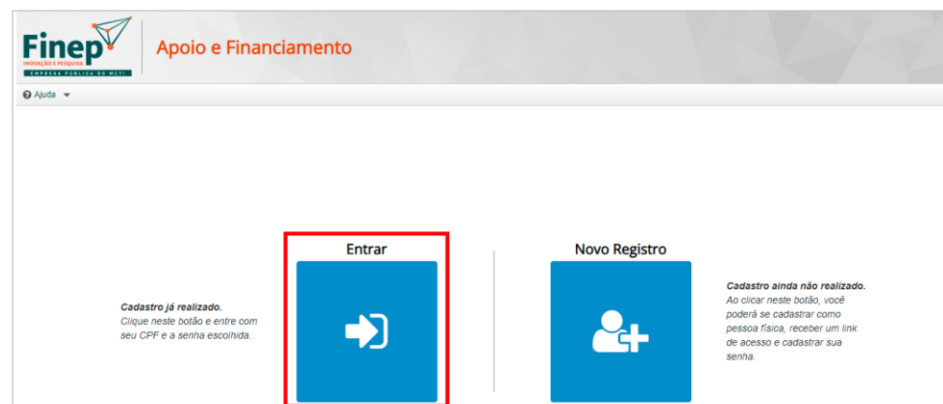 Finep
INOVAÇÃO E PESQUISA
EMPRESA PÚBLICA DO MCTI
Apoio e Financiamento
Ajuda
Entrar
Cadastro já realizado.
Clique neste botão e entre com
seu CPF e a senha escolhida.
Novo Registro
Cadastro ainda não realizado.
Ao clicar neste botão, você
poderá se cadastrar como
pessoa física, receber um link
de acesso e cadastrar sua
senha.